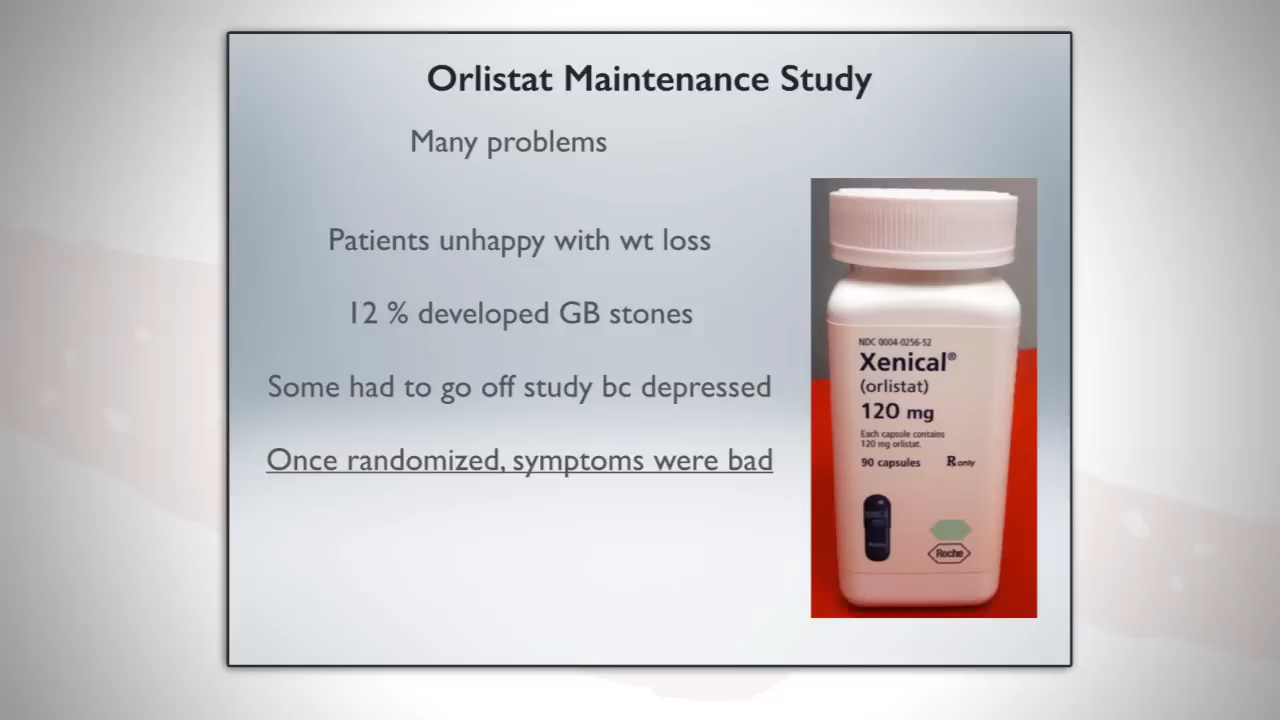 Orlistat Maintenance Study
Many problems
Patients unhappy with wt loss
12 % developed GB stones
Some had to go off study bc depressed
Once randomized, symptoms were bad
NDC 0004-0256-52
Xenical®
(orlistat)
120 mg
Each capsule contains
120 mg orlistat.
90 capsules ℞ only
Roche